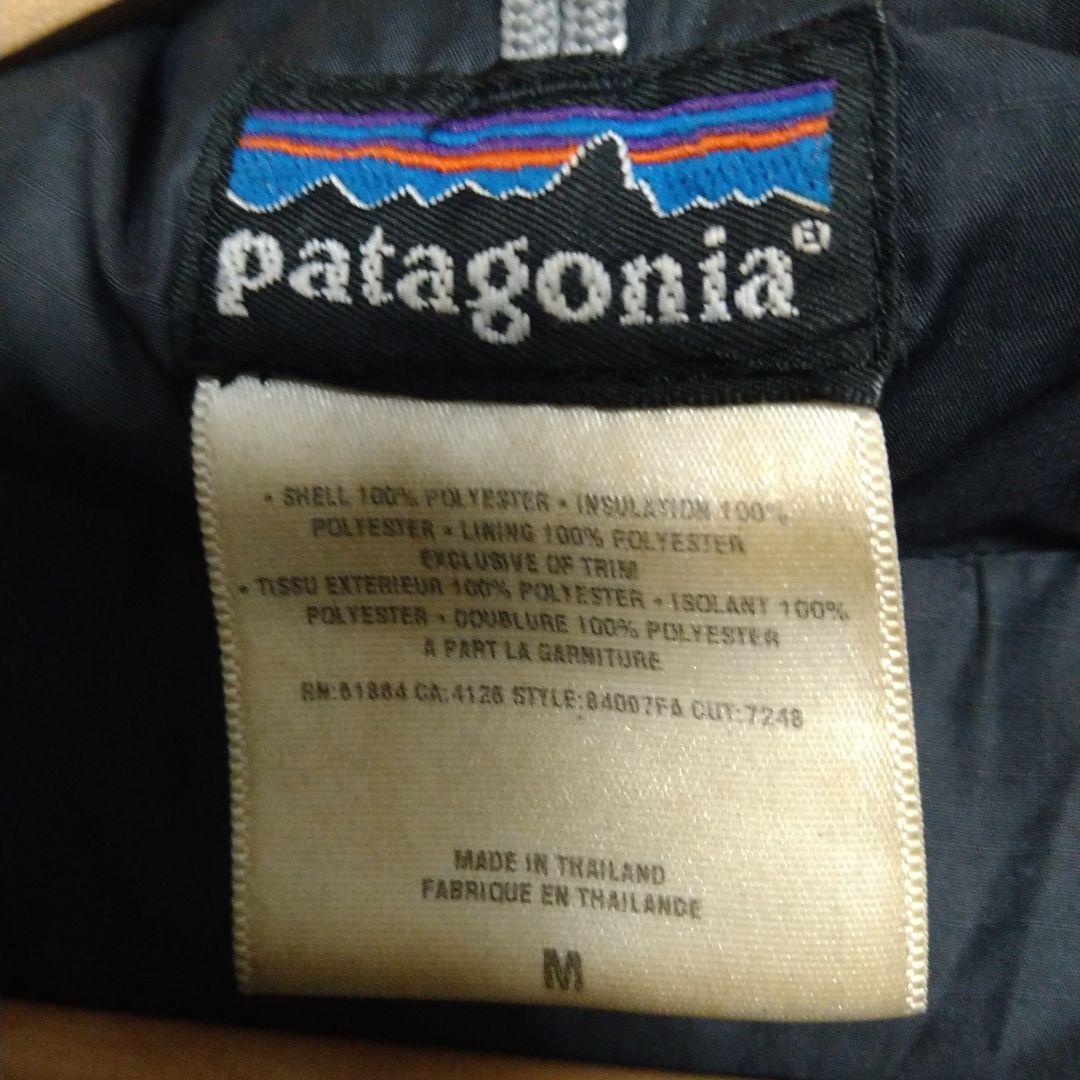 patagonia®
• SHELL 100% POLYESTER • INSULATION 100%
POLYESTER • LINING 100% POLYESTER
EXCLUSIVE OF TRIM
• TISSU EXTERIEUR 100% POLYESTER • ISOLANT 100%
POLYESTER • DOUBLURE 100% POLYESTER
A PART LA GARNITURE
RN:51884 CA:4126 STYLE:84007FA CUT:7248
MADE IN THAILAND
FABRIQUE EN THAILANDE
M